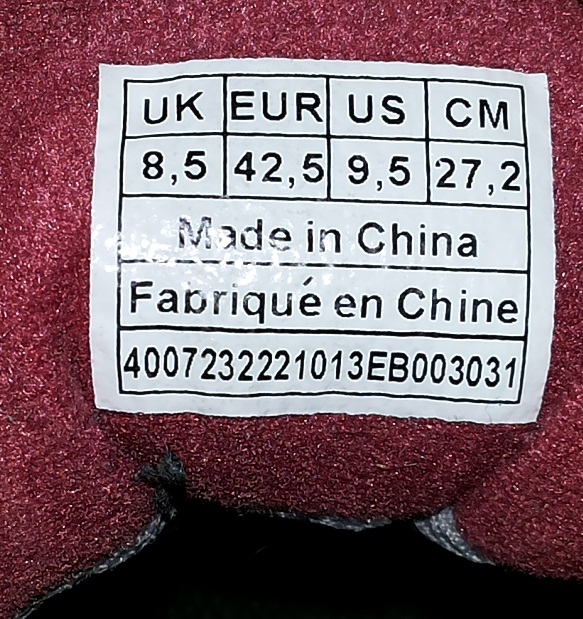 UK EUR US CM
8,5 42,5 9,5 27,2
Made in China
Fabriqué en Chine
4007232221013EB003031